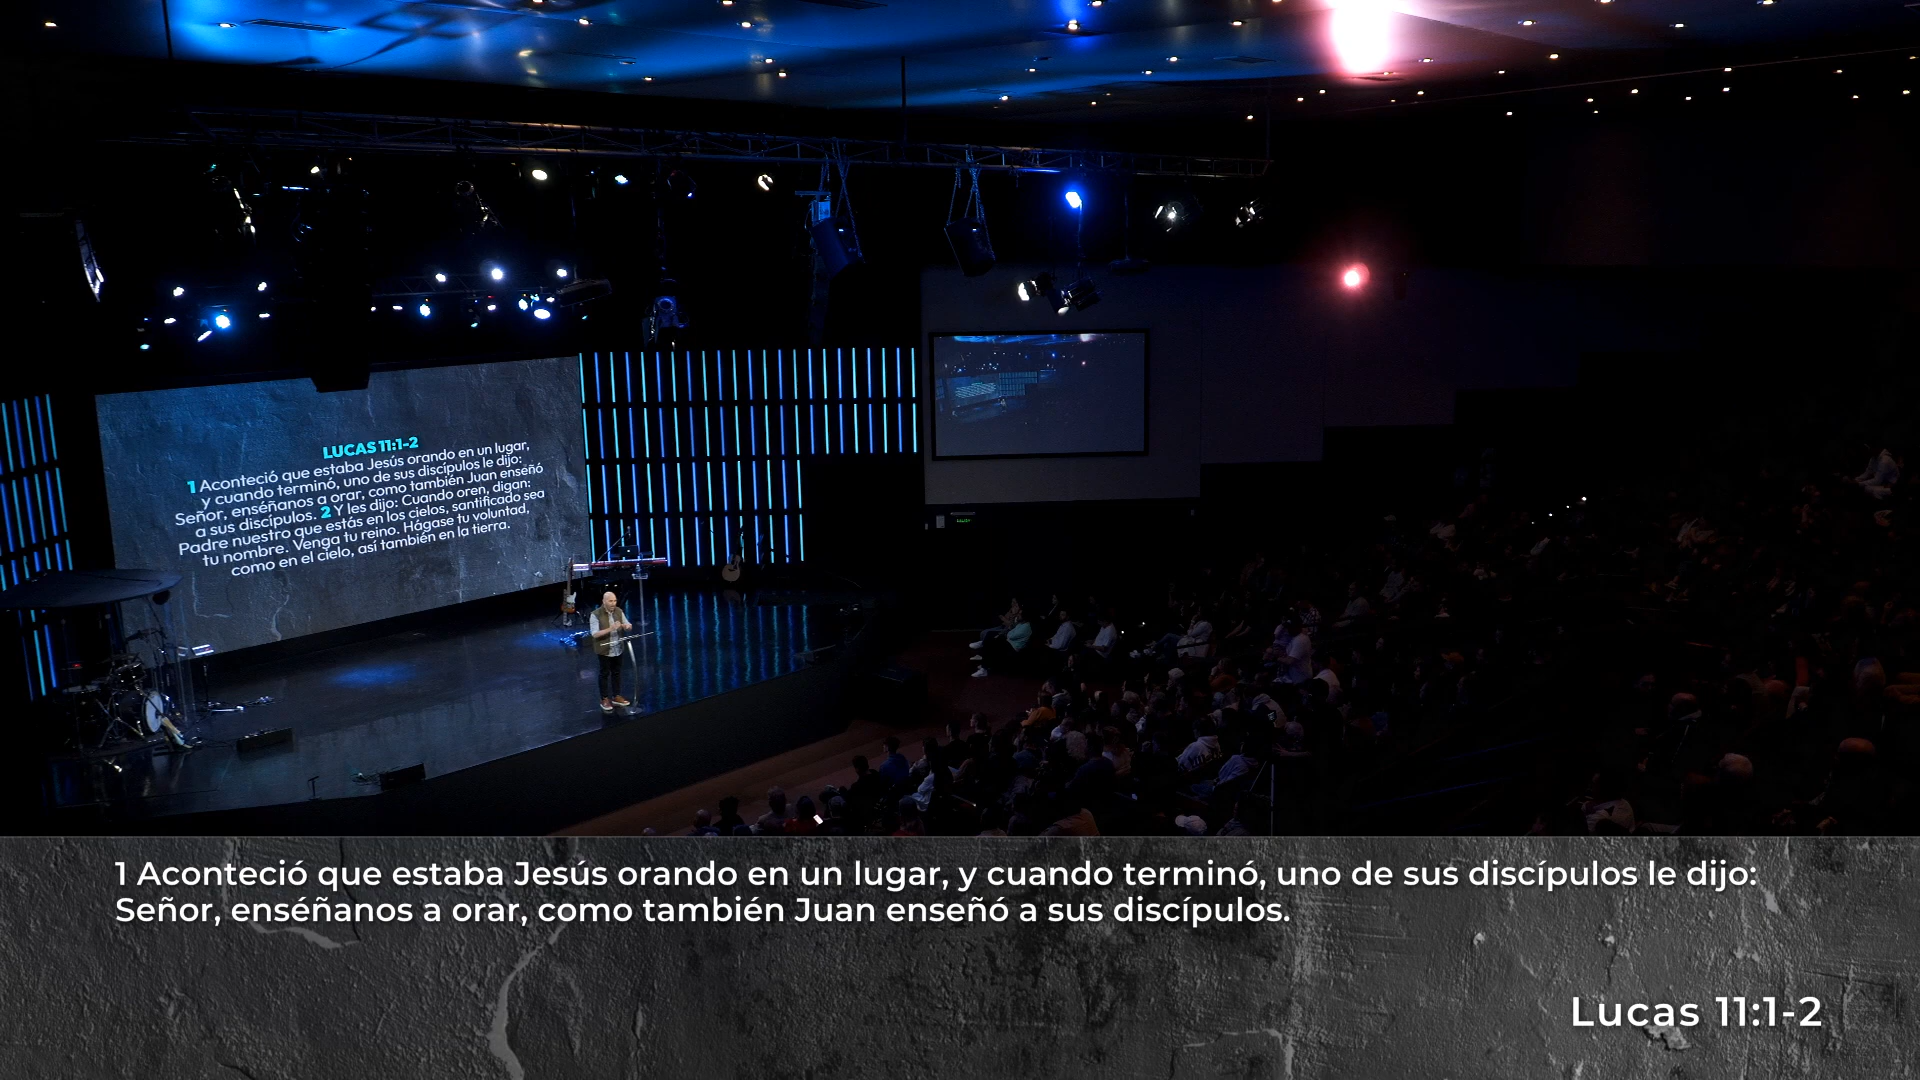 LUCAS 11:1-2
1 Aconteció que estaba Jesús orando en un lugar,
y cuando terminó, uno de sus discípulos le dijo:
Señor, enséñanos a orar, como también Juan enseñó
a sus discípulos. 2 Y les dijo: Cuando oren, digan:
Padre nuestro que estás en los cielos, santificado sea
tu nombre. Venga tu reino. Hágase tu voluntad,
como en el cielo, así también en la tierra.
1 Aconteció que estaba Jesús orando en un lugar, y cuando terminó, uno de sus discípulos le dijo:
Señor, enséñanos a orar, como también Juan enseñó a sus discípulos.
Lucas 11:1-2